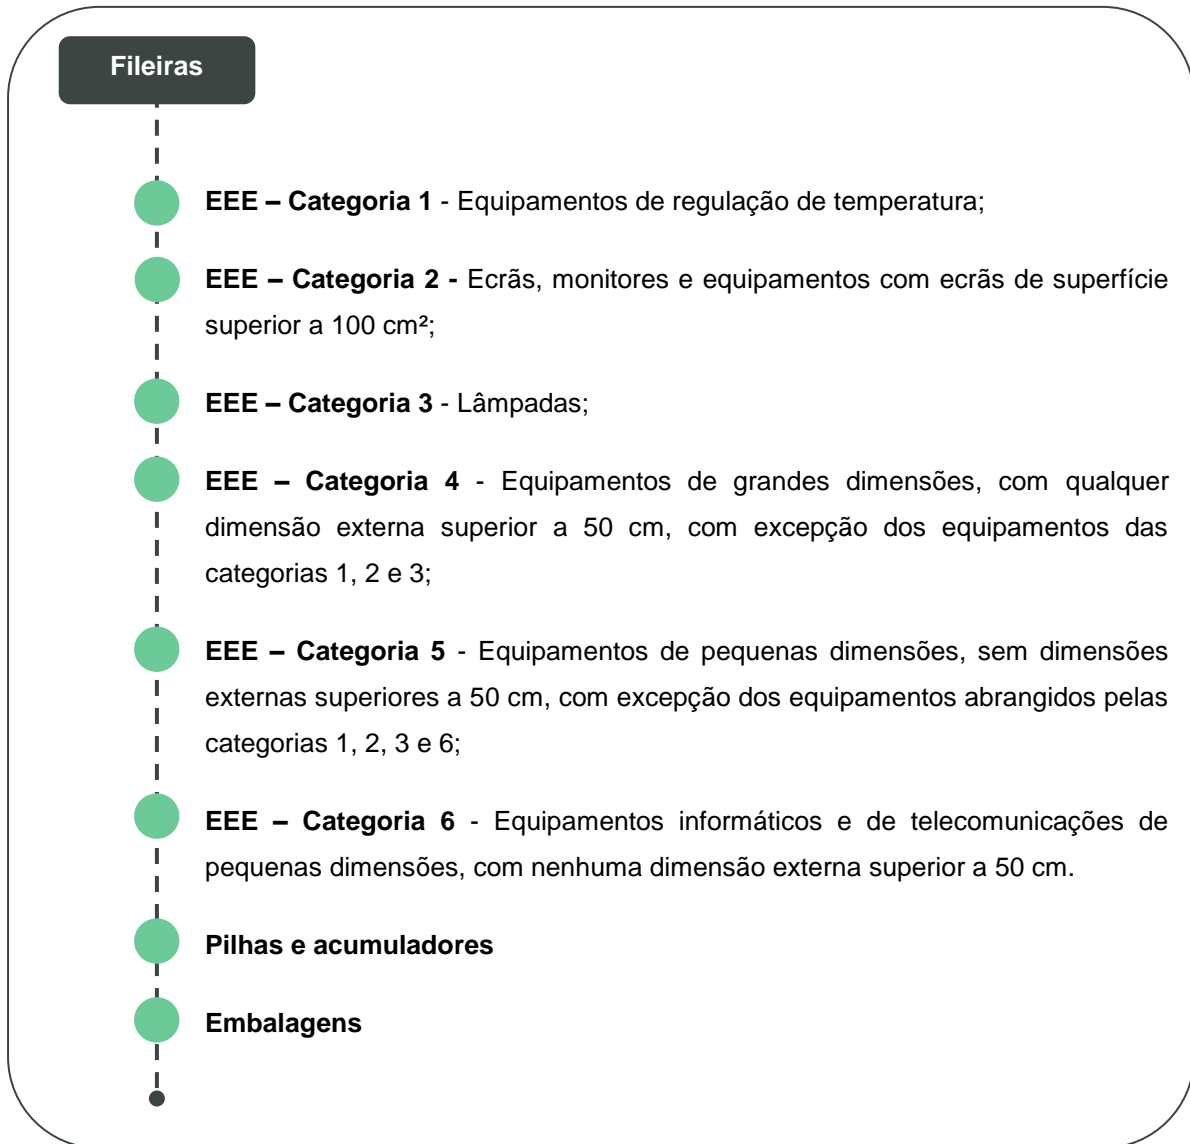 Fileiras
EEE – Categoria 1 - Equipamentos de regulação de temperatura;
EEE – Categoria 2 - Ecrãs, monitores e equipamentos com ecrãs de superfície
superior a 100 cm²;
EEE – Categoria 3 - Lâmpadas;
EEE – Categoria 4 - Equipamentos de grandes dimensões, com qualquer
dimensão externa superior a 50 cm, com excepção dos equipamentos das
categorias 1, 2 e 3;
EEE – Categoria 5 - Equipamentos de pequenas dimensões, sem dimensões
externas superiores a 50 cm, com excepção dos equipamentos abrangidos pelas
categorias 1, 2, 3 e 6;
EEE – Categoria 6 - Equipamentos informáticos e de telecomunicações de
pequenas dimensões, com nenhuma dimensão externa superior a 50 cm.
Pilhas e acumuladores
Embalagens